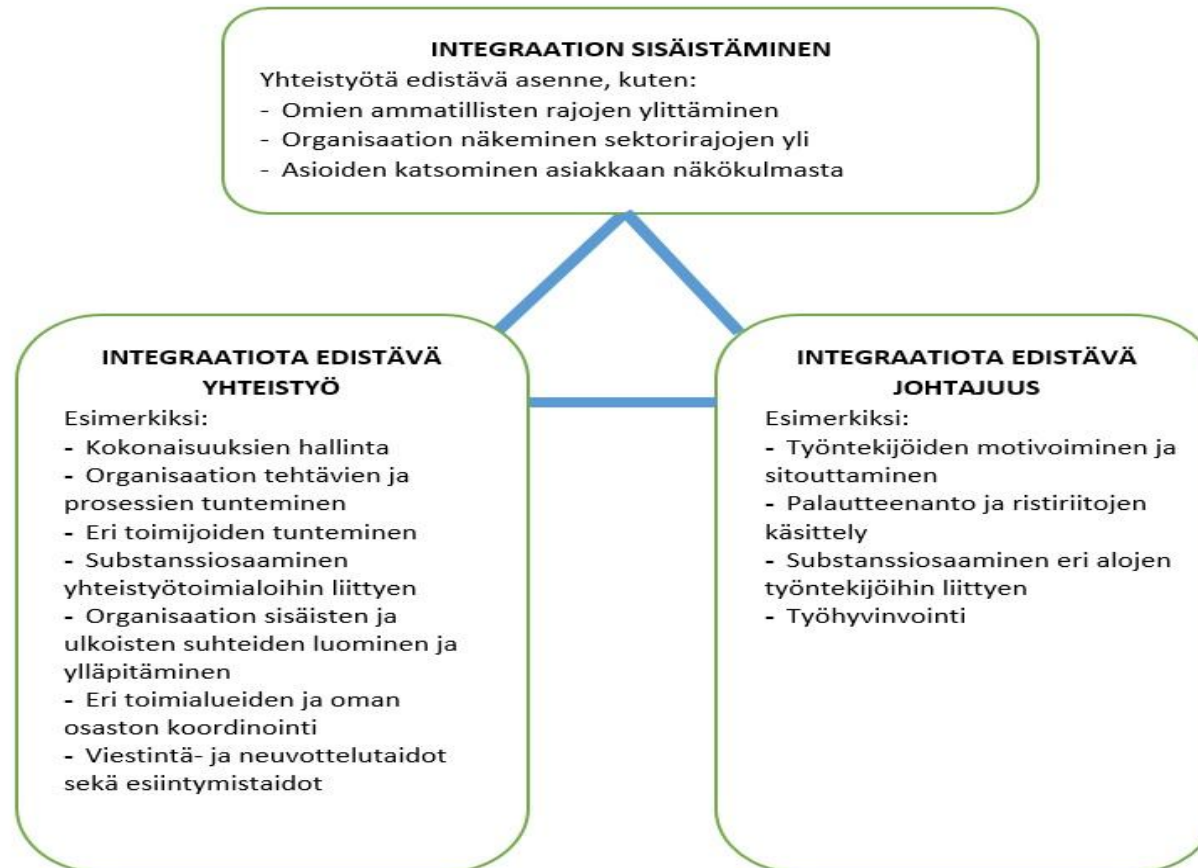 INTEGRAATION SISÄISTÄMINEN
Yhteistyötä edistävä asenne, kuten:
- Omien ammatillisten rajojen ylittäminen
- Organisaation näkeminen sektorirajojen yli
- Asioiden katsominen asiakkaan näkökulmasta
INTEGRAATIOTA EDISTÄVÄ
YHTEISTYÖ
Esimerkiksi:
- Kokonaisuuksien hallinta
- Organisaation tehtävien ja
prosessien tunteminen
- Eri toimijoiden tunteminen
- Substanssiosaaminen
yhteistyötoimialoihin liittyen
- Organisaation sisäisten ja
ulkoisten suhteiden luominen ja
ylläpitäminen
- Eri toimialueiden ja oman
osaston koordinointi
- Viestintä- ja neuvottelutaidot
sekä esiintymistaidot
INTEGRAATIOTA EDISTÄVÄ
JOHTAJUUS
Esimerkiksi:
- Työntekijöiden motivoiminen ja
sitouttaminen
- Palautteenanto ja ristiriitojen
käsittely
- Substanssiosaaminen eri alojen
työntekijöihin liittyen
- Työhyvinvointi